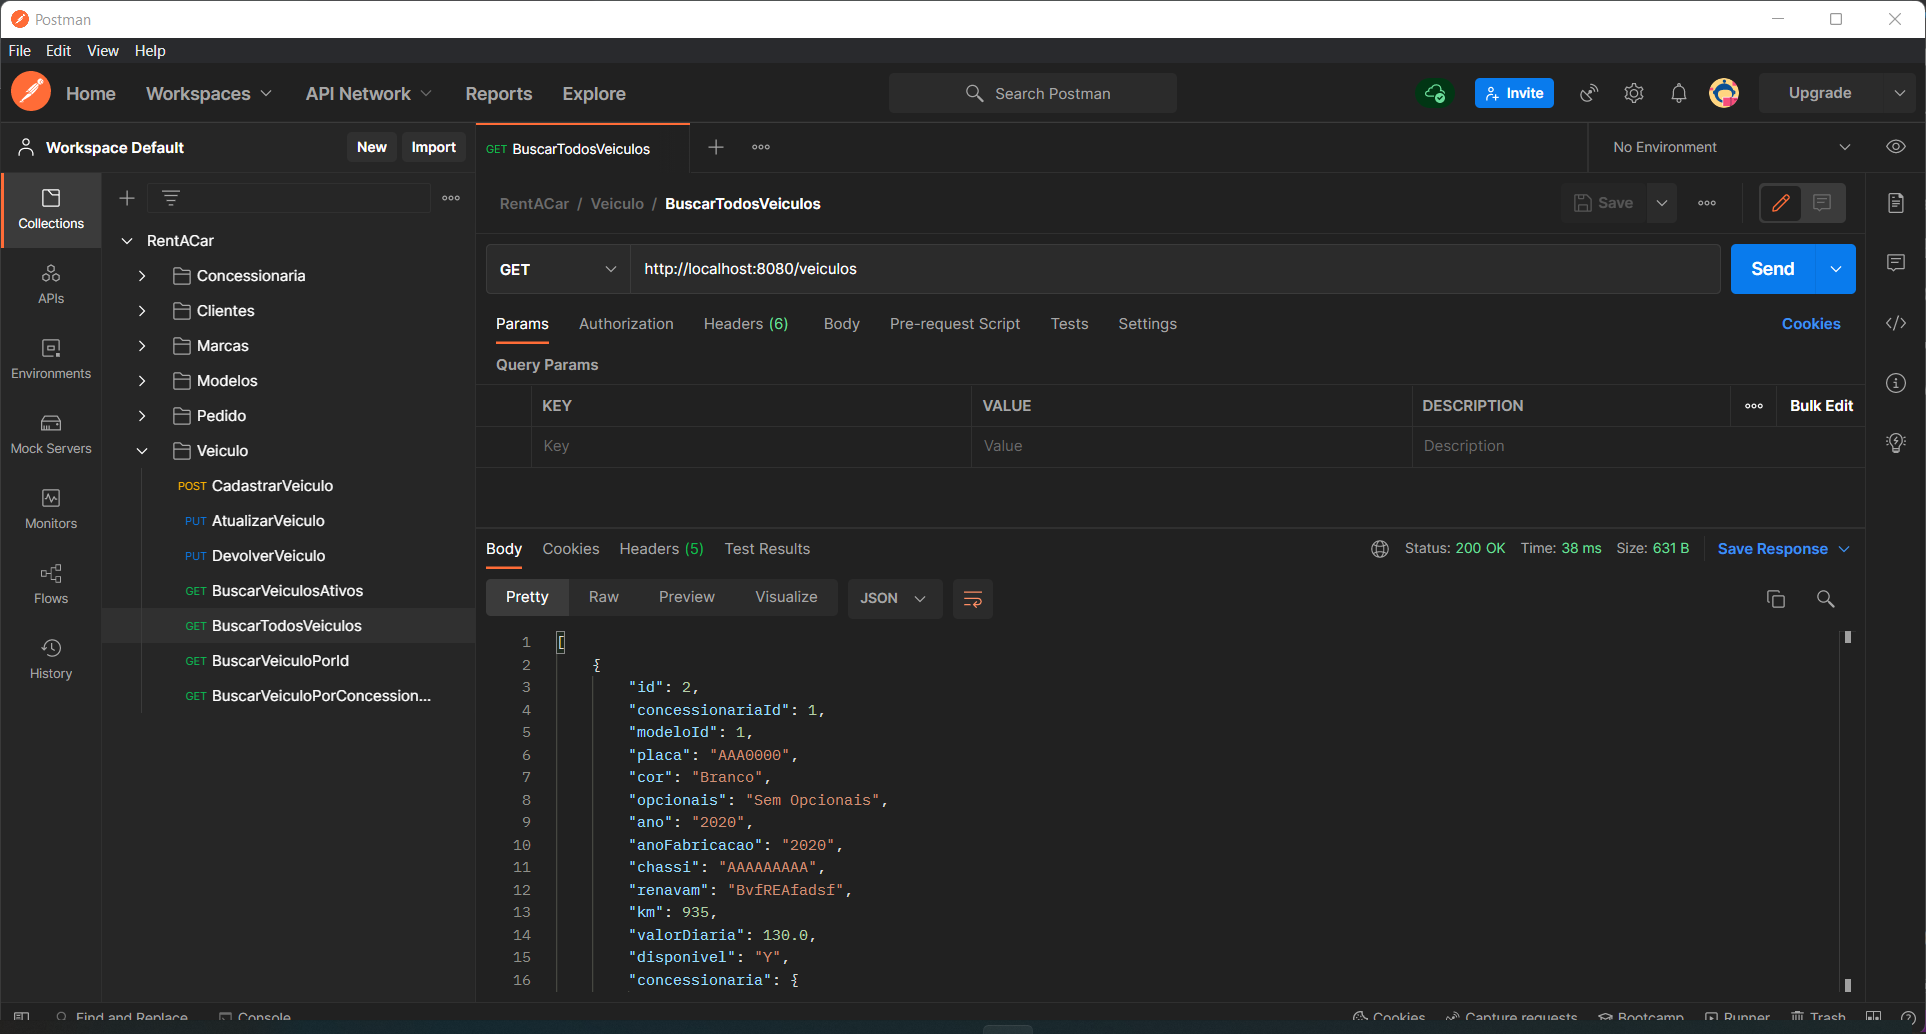 Postman
File Edit View Help
Home Workspaces API Network Reports Explore Search Postman Invite Upgrade
Workspace Default New Import GET BuscarTodosVeiculos No Environment
Collections
APIs
Environments
Mock Servers
Monitors
Flows
History
RentACar
Concessionaria
Clientes
Marcas
Modelos
Pedido
Veiculo
POST CadastrarVeiculo
PUT AtualizarVeiculo
PUT DevolverVeiculo
GET BuscarVeiculosAtivos
GET BuscarTodosVeiculos
GET BuscarVeiculoPorId
GET BuscarVeiculoPorConcession...
RentACar / Veiculo / BuscarTodosVeiculos Save
GET http://localhost:8080/veiculos Send
Params Authorization Headers (6) Body Pre-request Script Tests Settings Cookies
Query Params
KEY VALUE DESCRIPTION Bulk Edit
Key Value Description
Body Cookies Headers (5) Test Results Status: 200 OK Time: 38 ms Size: 631 B Save Response
Pretty Raw Preview Visualize JSON
1 [
2 {
3 "id": 2,
4 "concessionariaId": 1,
5 "modeloId": 1,
6 "placa": "AAA0000",
7 "cor": "Branco",
8 "opcionais": "Sem Opcionais",
9 "ano": "2020",
10 "anoFabricacao": "2020",
11 "chassi": "AAAAAAAAA",
12 "renavam": "BvfREAfadsf",
13 "km": 935,
14 "valorDiaria": 130.0,
15 "disponivel": "Y",
16 "concessionaria": {
Find and Replace Console Cookies Capture requests Bootcamp Runner Trash